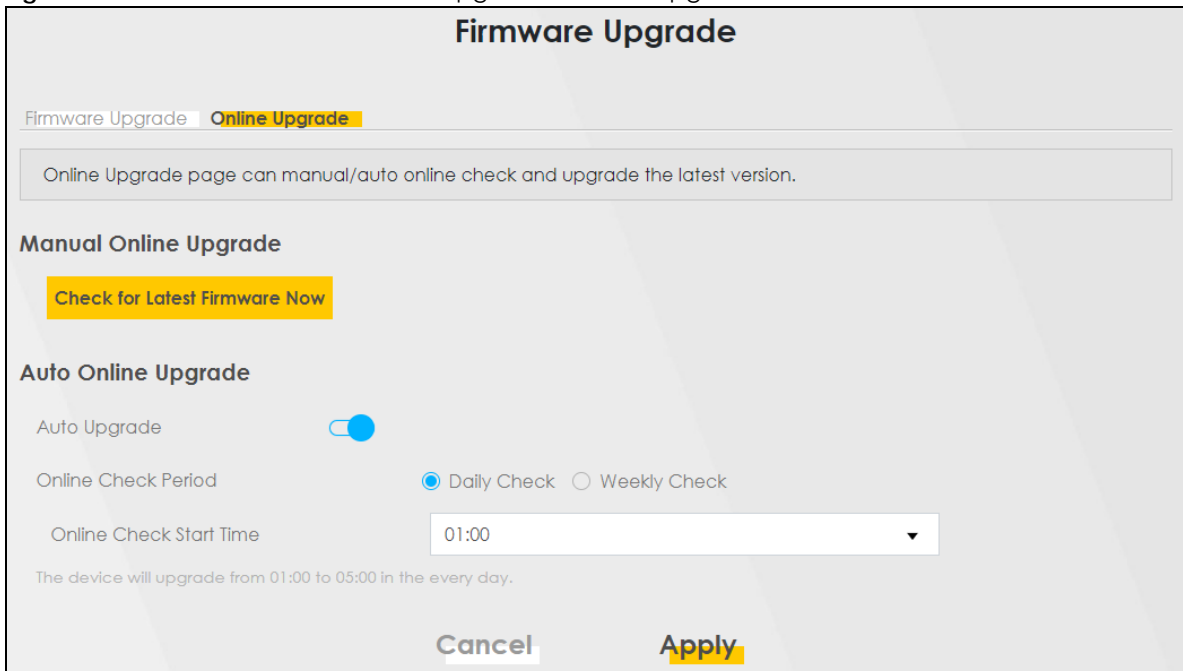 Firmware Upgrade
Firmware Upgrade Online Upgrade
Online Upgrade page can manual/auto online check and upgrade the latest version.
Manual Online Upgrade
Check for Latest Firmware Now
Auto Online Upgrade
Auto Upgrade
Online Check Period Daily Check Weekly Check
Online Check Start Time 01:00
The device will upgrade from 01:00 to 05:00 in the every day.
Cancel Apply